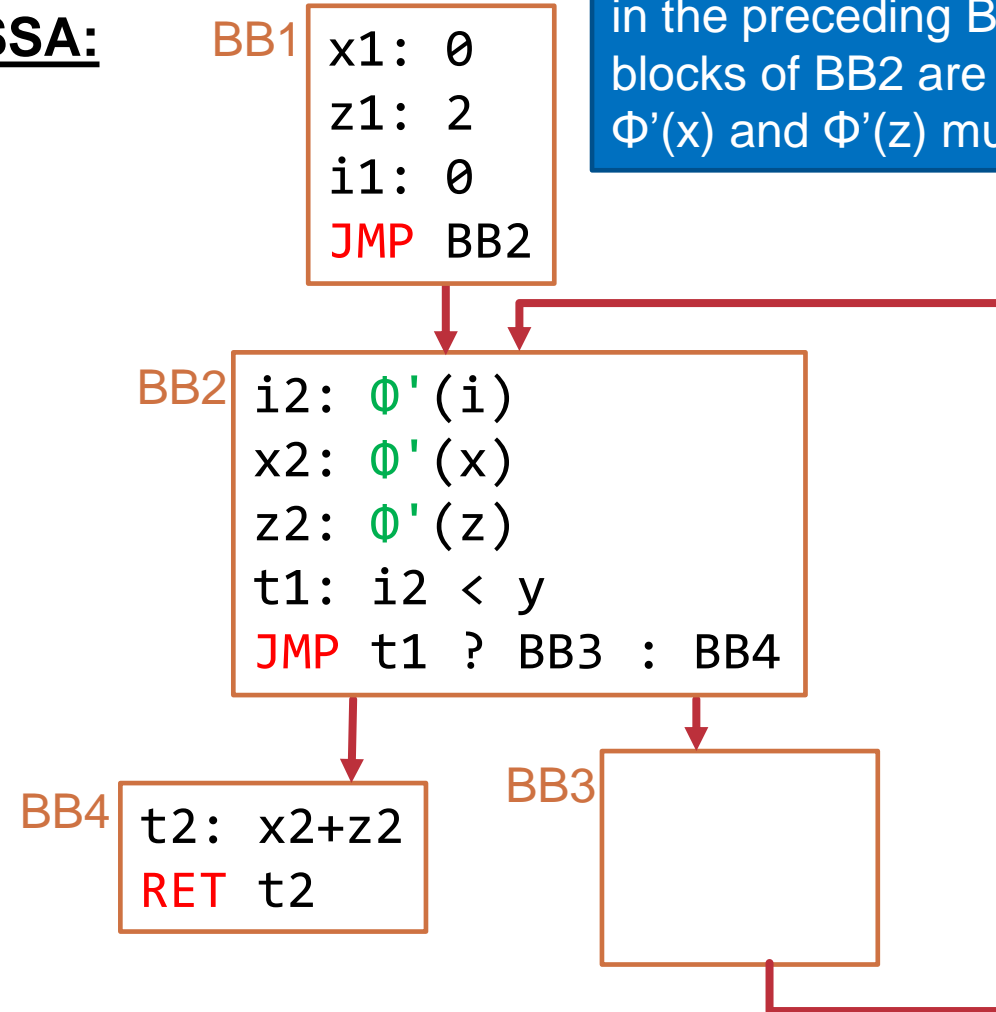 SSA:
in the preceding B
blocks of BB2 are
Φ’(x) and Φ’(z) mu
BB1
x1: 0
z1: 2
i1: 0
JMP BB2
BB2
i2: Φ'(i)
x2: Φ'(x)
z2: Φ'(z)
t1: i2 < y
JMP t1 ? BB3 : BB4
BB4
t2: x2+z2
RET t2
BB3